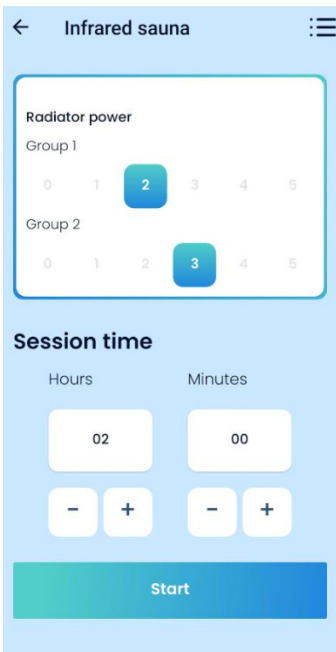 Infrared sauna
Radiator power
Group 1
0 1 2 3 4 5
Group 2
0 1 2 3 4 5
Session time
Hours Minutes
02 00
- + - +
Start